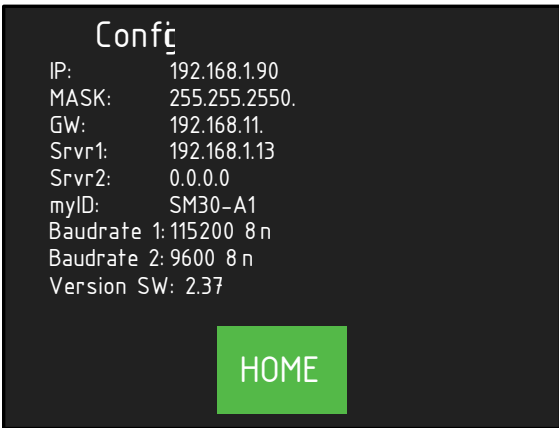 Config
IP: 192.168.1.90
MASK: 255.255.2550.
GW: 192.168.11.
Srvr1: 192.168.1.13
Srvr2: 0.0.0.0
myID: SM30-A1
Baudrate 1: 115200 8 n
Baudrate 2: 9600 8 n
Version SW: 2.37
HOME